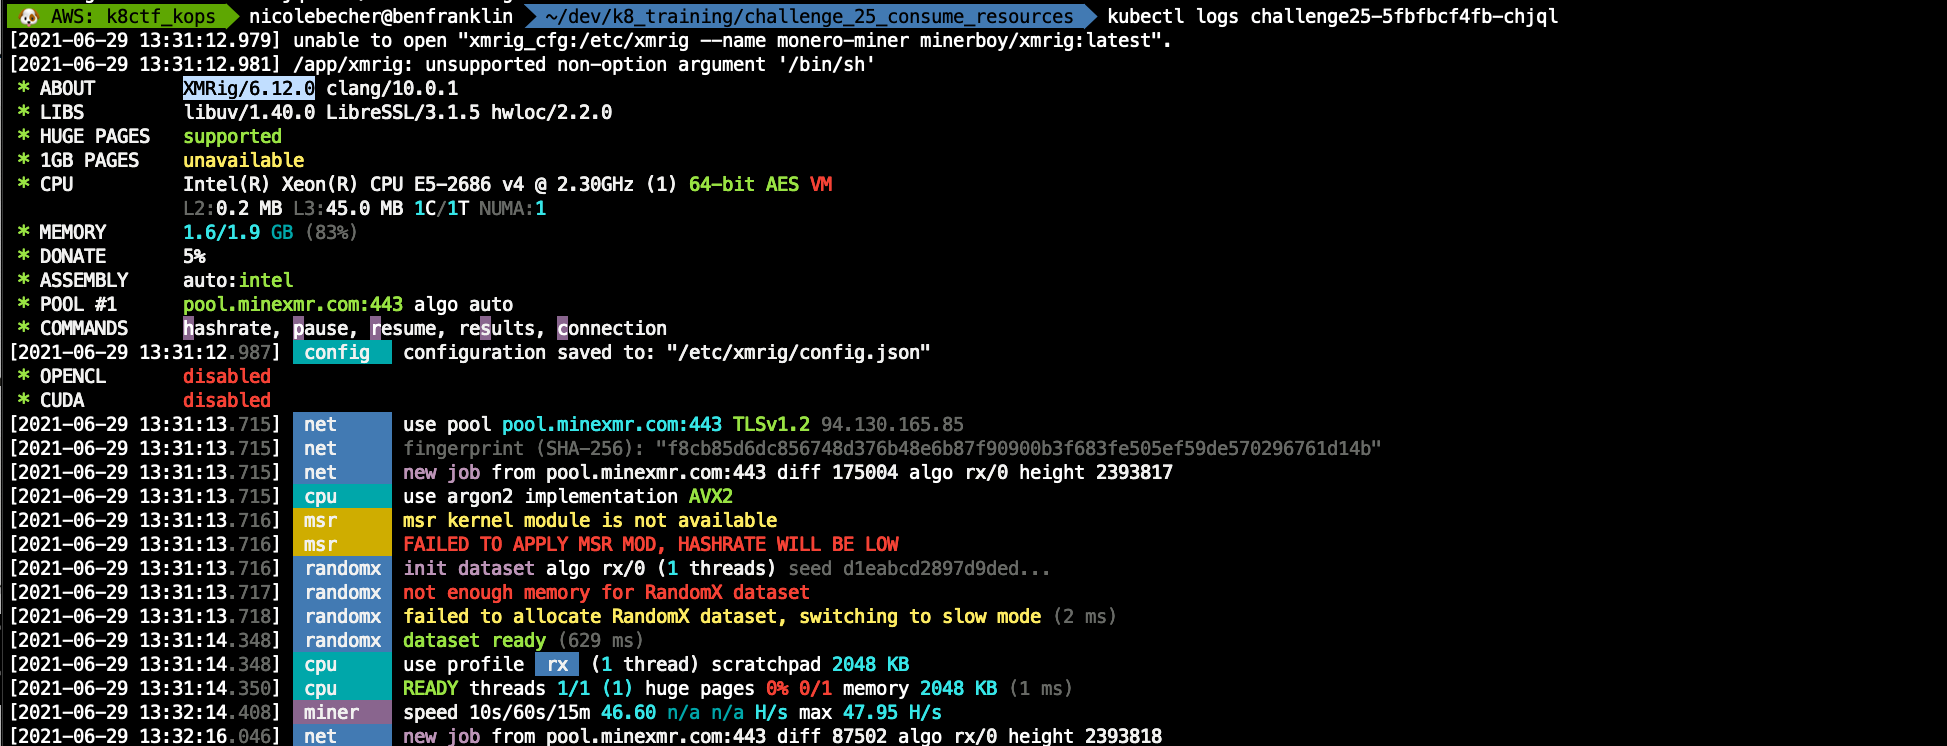 AWS: k8ctf_kops nicolebecher@benfranklin ~/dev/k8_training/challenge_25_consume_resources kubectl logs challenge25-5fbfbcf4fb-chjql
[2021-06-29 13:31:12.979] unable to open "xmrig_cfg:/etc/xmrig --name monero-miner minerboy/xmrig:latest".
[2021-06-29 13:31:12.981] /app/xmrig: unsupported non-option argument '/bin/sh'
* ABOUT XMRig/6.12.0 clang/10.0.1
* LIBS libuv/1.40.0 LibreSSL/3.1.5 hwloc/2.2.0
* HUGE PAGES supported
* 1GB PAGES unavailable
* CPU Intel(R) Xeon(R) CPU E5-2686 v4 @ 2.30GHz (1) 64-bit AES VM
L2:0.2 MB L3:45.0 MB 1C/1T NUMA:1
* MEMORY 1.6/1.9 GB (83%)
* DONATE 5%
* ASSEMBLY auto:intel
* POOL #1 pool.minexmr.com:443 algo auto
* COMMANDS hashrate, pause, resume, results, connection
[2021-06-29 13:31:12.987] config configuration saved to: "/etc/xmrig/config.json"
* OPENCL disabled
* CUDA disabled
[2021-06-29 13:31:13.715] net use pool pool.minexmr.com:443 TLSv1.2 94.130.165.85
[2021-06-29 13:31:13.715] net fingerprint (SHA-256): "f8cb85d6dc856748d376b48e6b87f90900b3f683fe505ef59de570296761d14b"
[2021-06-29 13:31:13.715] net new job from pool.minexmr.com:443 diff 175004 algo rx/0 height 2393817
[2021-06-29 13:31:13.715] cpu use argon2 implementation AVX2
[2021-06-29 13:31:13.716] msr msr kernel module is not available
[2021-06-29 13:31:13.716] msr FAILED TO APPLY MSR MOD, HASHRATE WILL BE LOW
[2021-06-29 13:31:13.716] randomx init dataset algo rx/0 (1 threads) seed d1eabcd2897d9ded...
[2021-06-29 13:31:13.717] randomx not enough memory for RandomX dataset
[2021-06-29 13:31:13.718] randomx failed to allocate RandomX dataset, switching to slow mode (2 ms)
[2021-06-29 13:31:14.348] randomx dataset ready (629 ms)
[2021-06-29 13:31:14.348] cpu use profile rx (1 thread) scratchpad 2048 KB
[2021-06-29 13:31:14.350] cpu READY threads 1/1 (1) huge pages 0% 0/1 memory 2048 KB (1 ms)
[2021-06-29 13:32:14.408] miner speed 10s/60s/15m 46.60 n/a n/a H/s max 47.95 H/s
[2021-06-29 13:32:16.046] net new job from pool.minexmr.com:443 diff 87502 algo rx/0 height 2393818